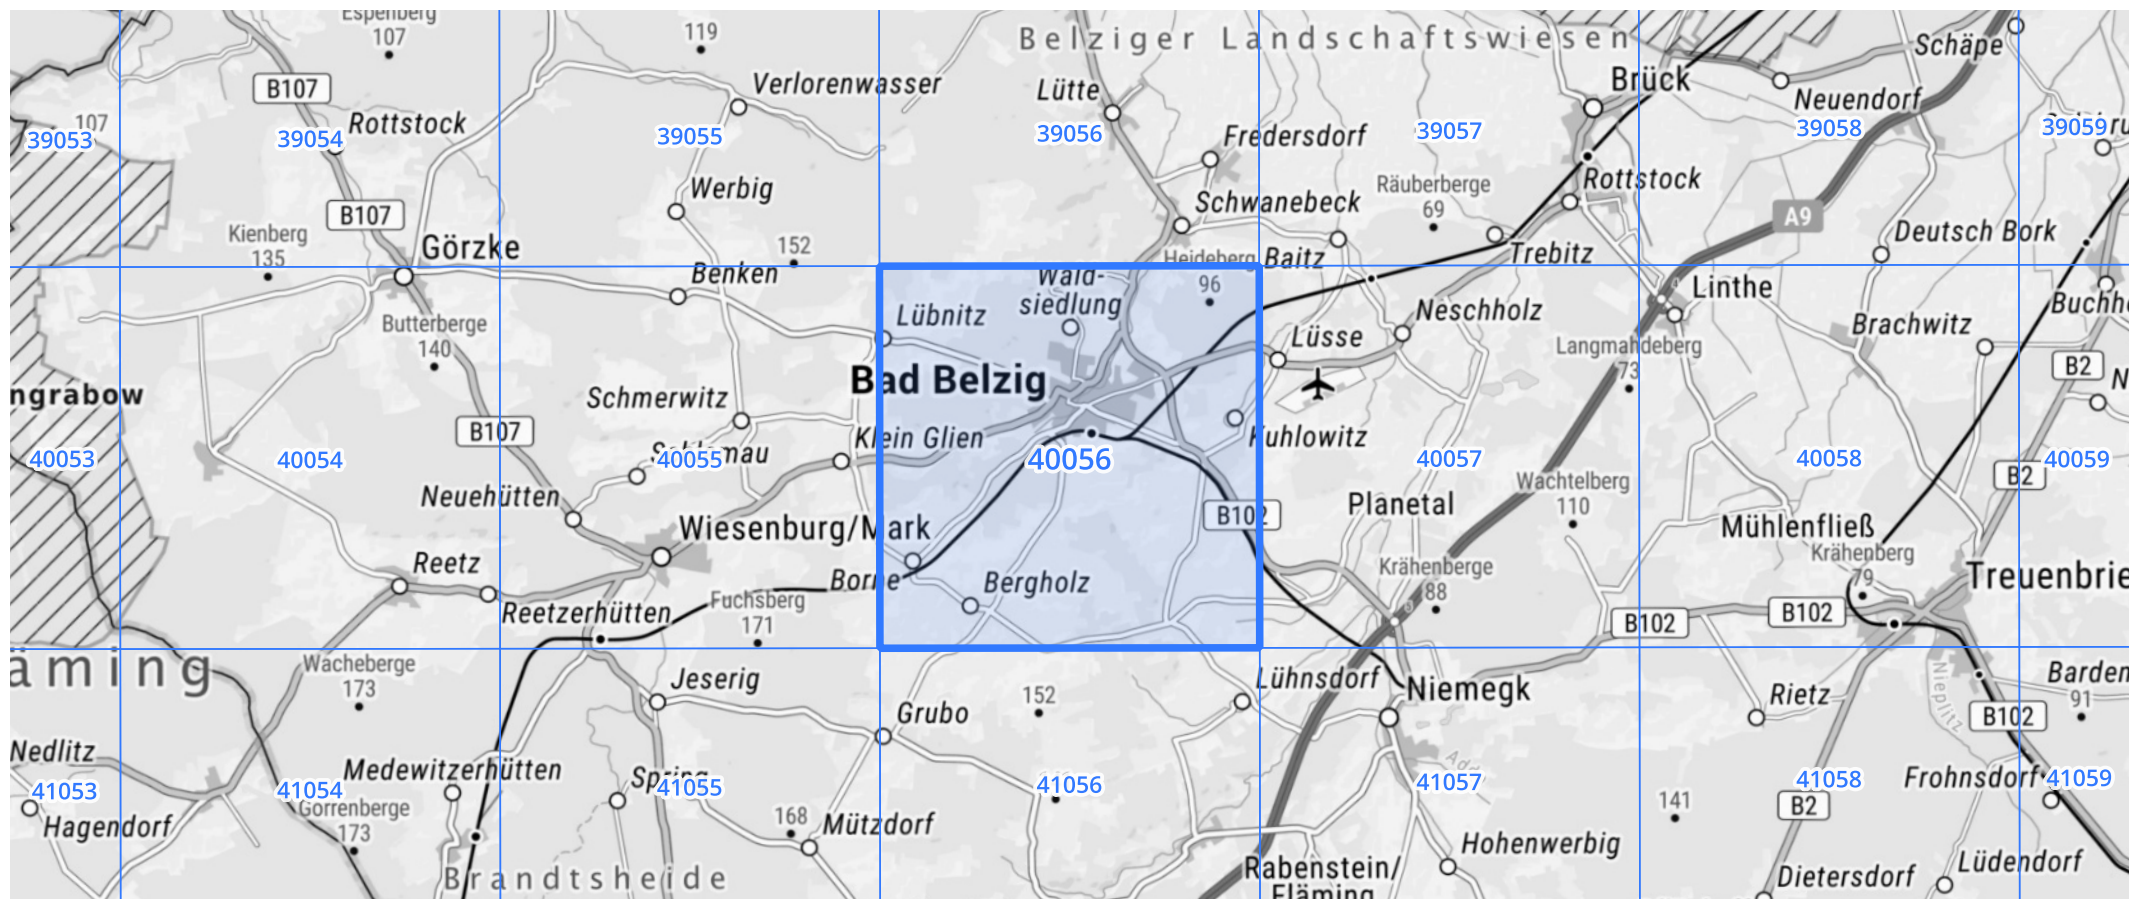 Espenberg
107
119
Belziger Landschaftswiesen
Schäpe
B107
Verlorenwasser
Lütte
Brück
Neuendorf
107
39053
39054
Rottstock
39055
39056
Fredersdorf
39057
39058
39059
Werbig
Schwanebeck
Räuberberge
69
Rottstock
B107
A9
Kienberg
135
Görzke
152
Deutsch Bork
Benken
Heideberg
96
Baitz
Trebitz
Wald-
siedlung
Linthe
Lübnitz
Neschholz
Brachwitz
Butterberge
140
Lüsse
Langmahdeberg
73
B2
Bad Belzig
ngrabow
Schmerwitz
B107
Klein Glien
Kuhlowitz
40053
40054
40055
40056
40057
40058
40059
B2
Neuehütten
Wachtelberg
110
Planetal
B102
Wiesenburg/Mark
Mühlenfließ
Krähenberg
79
Reetz
Borne
Bergholz
Krähenberge
88
Treuenbrie
Reetzerhütten
Fuchsberg
171
B102
B102
äming
Wacheberge
173
Jeserig
152
Lühnsdorf
Niemegk
Rietz
Nieplitz
Barden
91
Grubo
B102
Nedlitz
Medewitzerhütten
41053
41054
41055
41056
41057
41058
41059
Frohnsdorf
Gorrenberge
173
Hagendorf
168
Mützdorf
141
B2
Hohenwerbig
Brandtsheide
Rabenstein/
Fläming
Dietersdorf
Lüdendorf